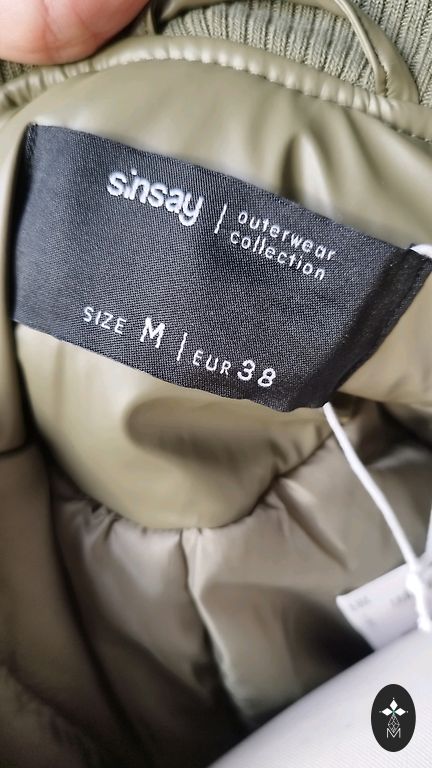 sinsay | outerwear
collection
SIZE M | EUR 38
M